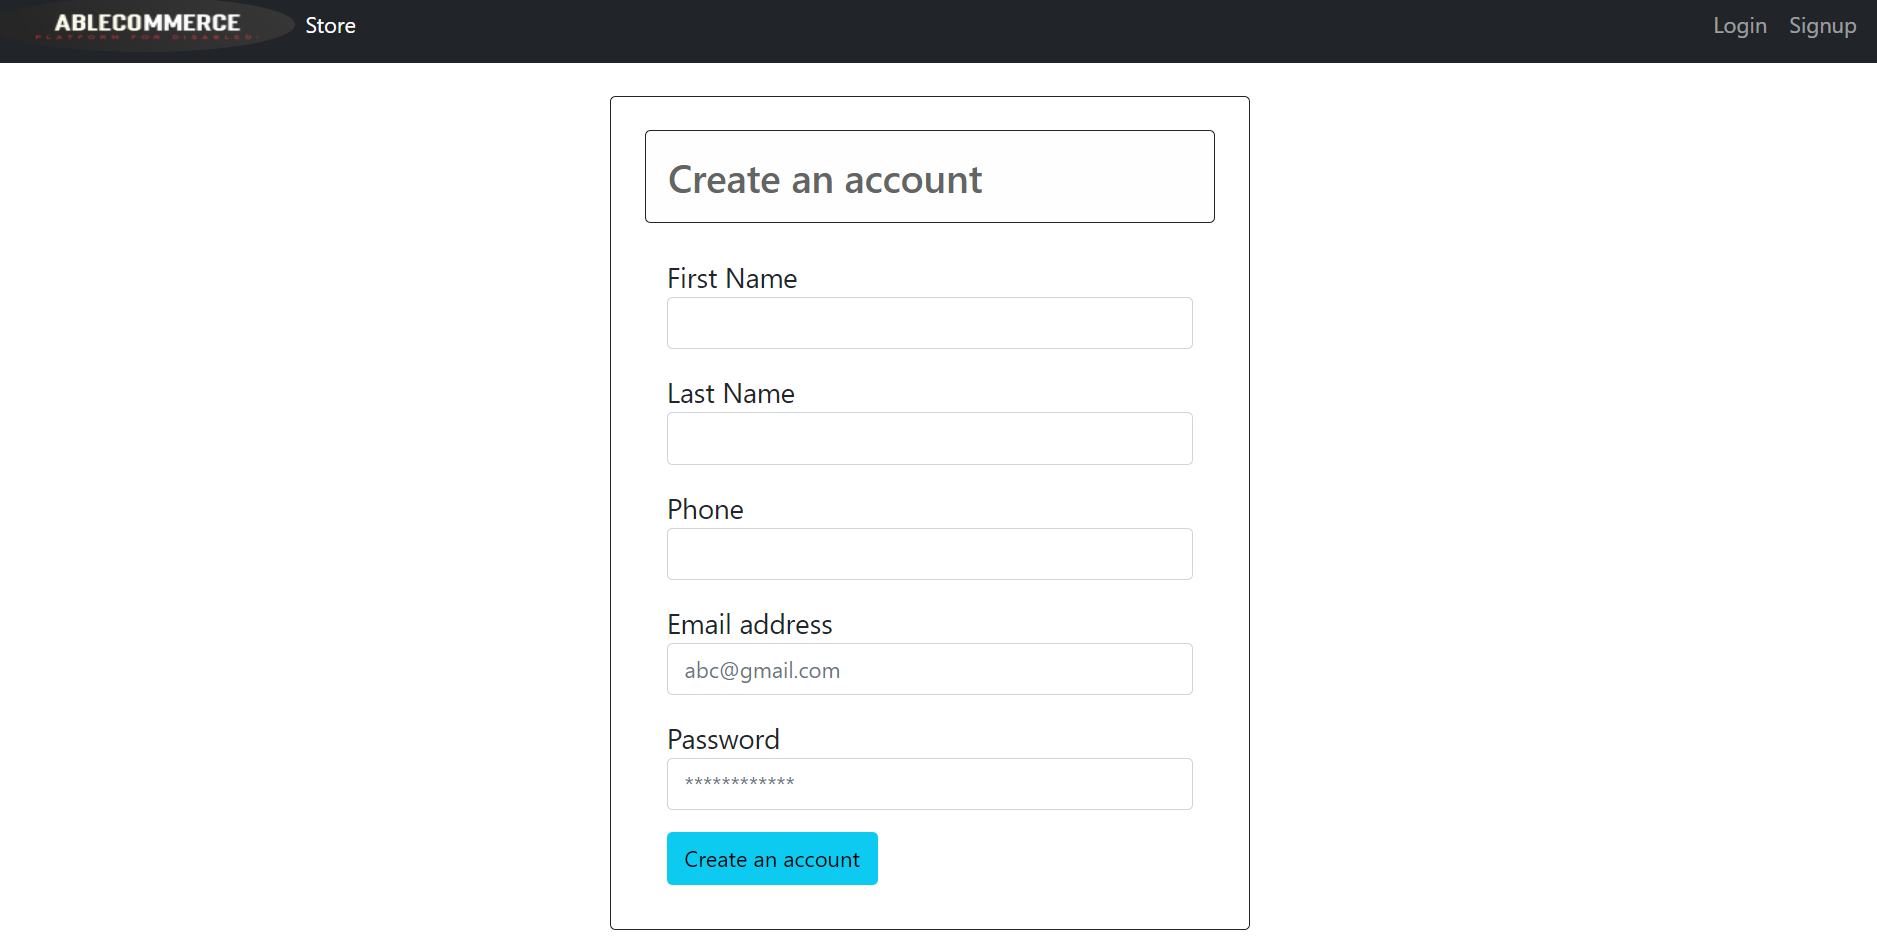 ABLECOMMERCE
PLATFORM FOR DISABLED!
Store
Login
Signup
Create an account
First Name
Last Name
Phone
Email address
abc@gmail.com
Password
************
Create an account